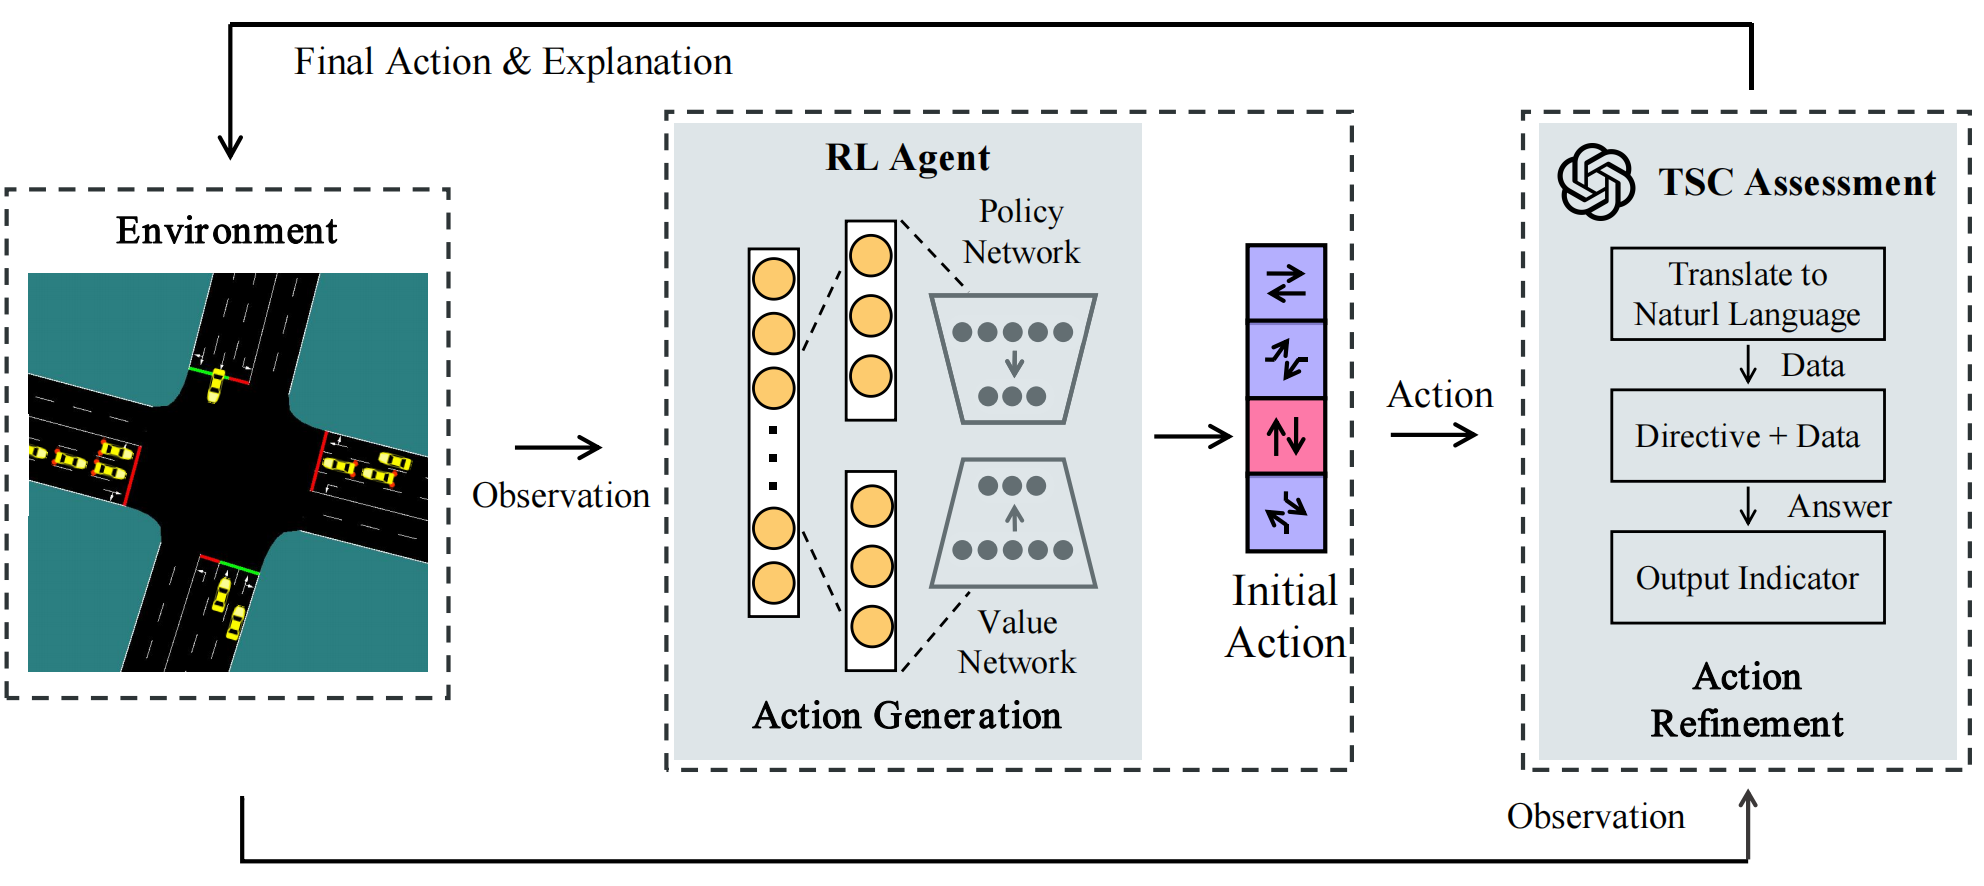 Final Action & Explanation
Environment
Observation
RL Agent
Policy
Network
Value
Network
Action Generation
Initial
Action
Action
TSC Assessment
Translate to
Naturl Language
Data
Directive + Data
Answer
Output Indicator
Action
Refinement
Observation